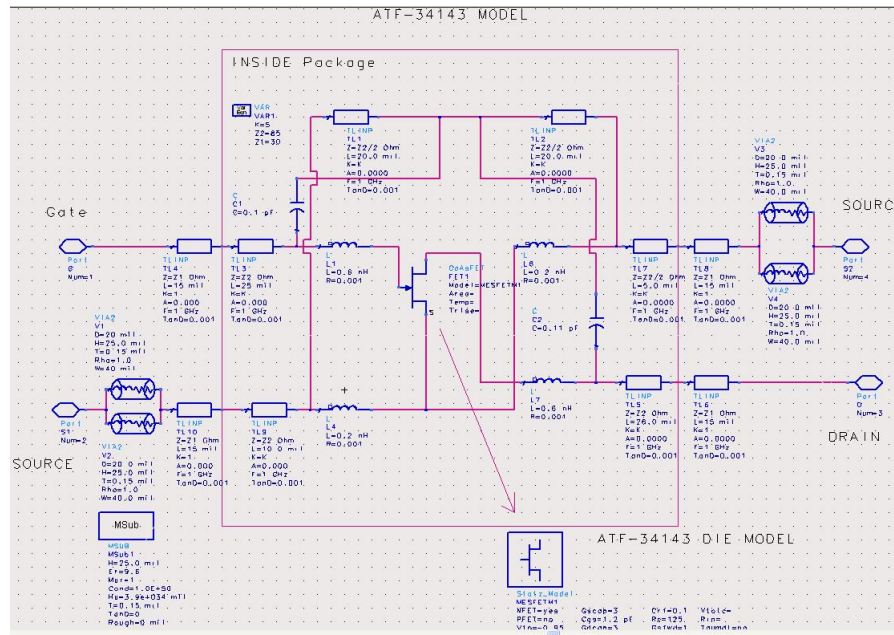 ATF-34143 MODEL
INSIDE Package
VAR
VAR1
K=5
Z2=85
Z1=30
TLINP
TL1
Z=Z2/2 Ohm
L=20.0 mil
K=K
A=0.0000
F=1 GHz
TanD=0.001
TLINP
TL2
Z=Z2/2 Ohm
L=20.0 mil
K=K
A=0.0000
F=1 GHz
TanD=0.001
VIA2
V3
D=20.0 mil
H=25.0 mil
T=0.15 mil
Rho=1.0
W=40.0 mil
C
C1
C=0.1 pF
Gate
SOURC
Port
G
Num=1
TLINP
TL4
Z=Z1 Ohm
L=15 mil
K=1
A=0.000
F=1 GHz
TanD=0.001
TLINP
TL3
Z=Z2 Ohm
L=25 mil
K=K
A=0.000
F=1 GHz
TanD=0.001
L
L1
L=0.8 nH
R=0.001
GaAsFET
FET1
Model=MESFETM1
Area=
Temp=
Trise=
S
L
L6
L=0.2 nH
R=0.001
C
C2
C=0.11 pF
TLINP
TL7
Z=Z2/2 Ohm
L=5.0 mil
K=K
A=0.0000
F=1 GHz
TanD=0.001
TLINP
TL8
Z=Z1 Ohm
L=15 mil
K=1
A=0.0000
F=1 GHz
TanD=0.001
Port
S2
Num=4
VIA2
V4
D=20.0 mil
H=25.0 mil
T=0.15 mil
Rho=1.0
W=40.0 mil
VIA2
V1
D=20 mil
H=25.0 mil
T=0.15 mil
Rho=1.0
W=40 mil
Port
S1
Num=2
SOURCE
VIA2
V2
D=20.0 mil
H=25.0 mil
T=0.15 mil
Rho=1.0
W=40.0 mil
TLINP
TL10
Z=Z1 Ohm
L=15 mil
K=1
A=0.000
F=1 GHz
TanD=0.001
TLINP
TL9
Z=Z2 Ohm
L=10.0 mil
K=K
A=0.000
F=1 GHz
TanD=0.001
+
L
L4
L=0.2 nH
R=0.001
L
L7
L=0.6 nH
R=0.001
TLINP
TL5
Z=Z2 Ohm
L=26.0 mil
K=K
A=0.0000
F=1 GHz
TanD=0.001
TLINP
TL6
Z=Z1 Ohm
L=15 mil
K=1
A=0.0000
F=1 GHz
TanD=0.001
Port
D
Num=3
DRAIN
MSub
MSUB
MSub1
H=25.0 mil
Er=9.6
Mur=1
Cond=1.0E+50
Hu=3.9e+034 mil
T=0.15 mil
TanD=0
Rough=0 mil
ATF-34143 DIE MODEL
Statz_Model
MESFETM1
NFET=yes
PFET=no
Gscap=3
Cgs=1.2 pF
Crf=0.1
Rc=125